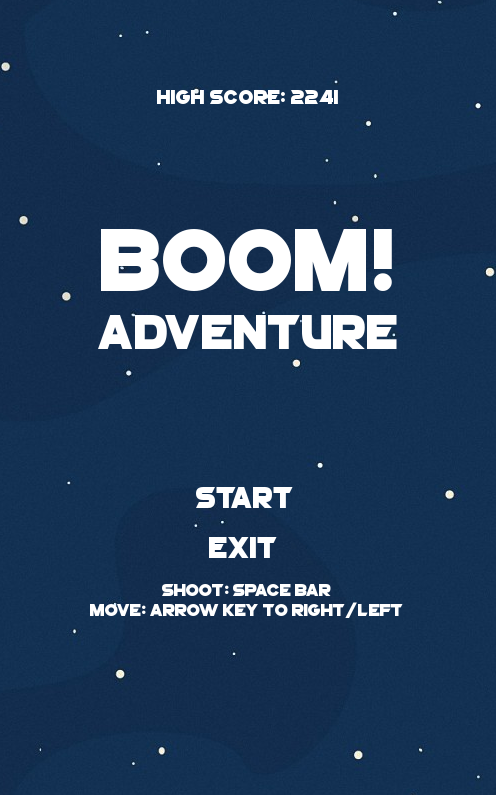 HIGH SCORE: 2241
BOOM!
ADVENTURE
START
EXIT
SHOOT: SPACE BAR
MOVE: ARROW KEY TO RIGHT/LEFT